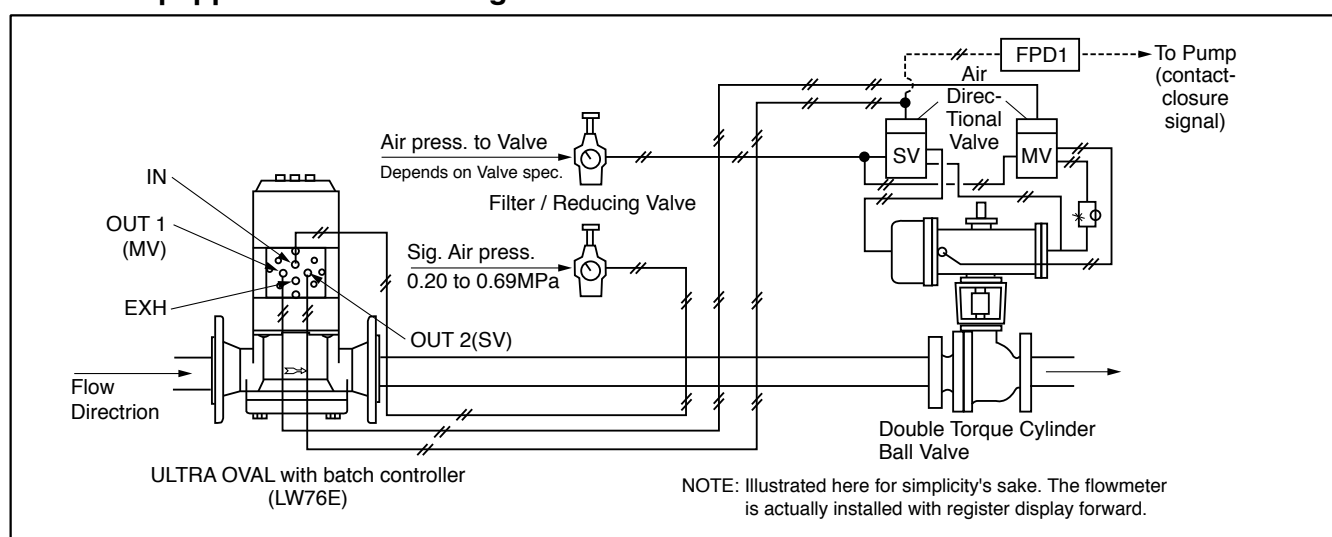 FPD1
To Pump
(contact-
closure
signal)
Air
Direc-
Tional
Valve
SV
MV
Air press. to Valve
Depends on Valve spec.
Filter / Reducing Valve
IN
OUT 1
(MV)
EXH
Sig. Air press.
0.20 to 0.69MPa
OUT 2(SV)
Flow
Directrion
Double Torque Cylinder
Ball Valve
ULTRA OVAL with batch controller
(LW76E)
NOTE: Illustrated here for simplicity's sake. The flowmeter
is actually installed with register display forward.